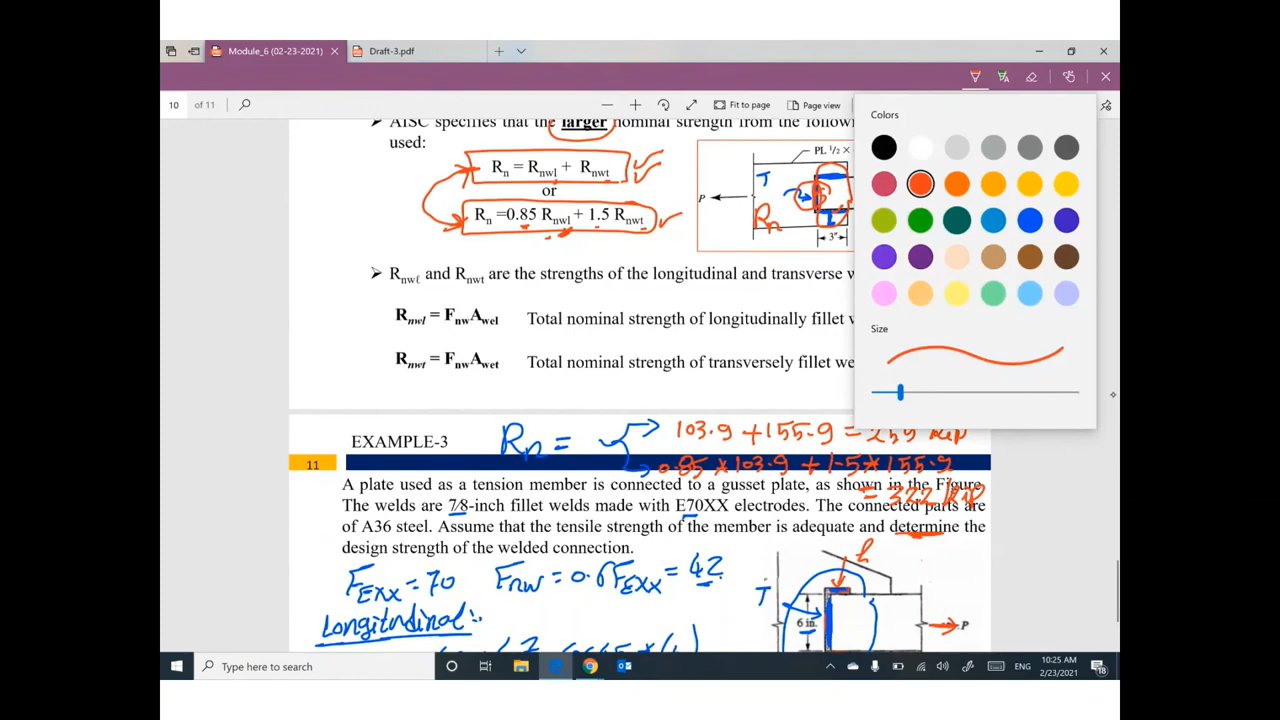 Module_6 (02-23-2021)
Draft-3.pdf
10 of 11
Fit to page
Page view
AISC specifies that the larger nominal strength from the following
used:
Rn = Rnwl + Rnwt
or
Rn =0.85 Rnwl + 1.5 Rnwt
PL 1/2 ×
T
P
Rn
3"
Rnwℓ and Rnwt are the strengths of the longitudinal and transverse w
Rnwl = FnwAwel Total nominal strength of longitudinally fillet
Rnwt = FnwAwet Total nominal strength of transversely fillet we
Colors
Size
EXAMPLE-3
Rn =
103.9 + 155.9 = 259 kip
0.85 * 103.9 + 1.5 * 155.9
= 322 kip
11
A plate used as a tension member is connected to a gusset plate, as shown in the Figure.
The welds are 7/8-inch fillet welds made with E70XX electrodes. The connected parts are
of A36 steel. Assume that the tensile strength of the member is adequate and determine the
design strength of the welded connection.
FExx = 70 Fnw = 0.6 FExx = 42
Longitudinal:
T
6 in.
P
Type here to search
ENG
10:25 AM
2/23/2021
18